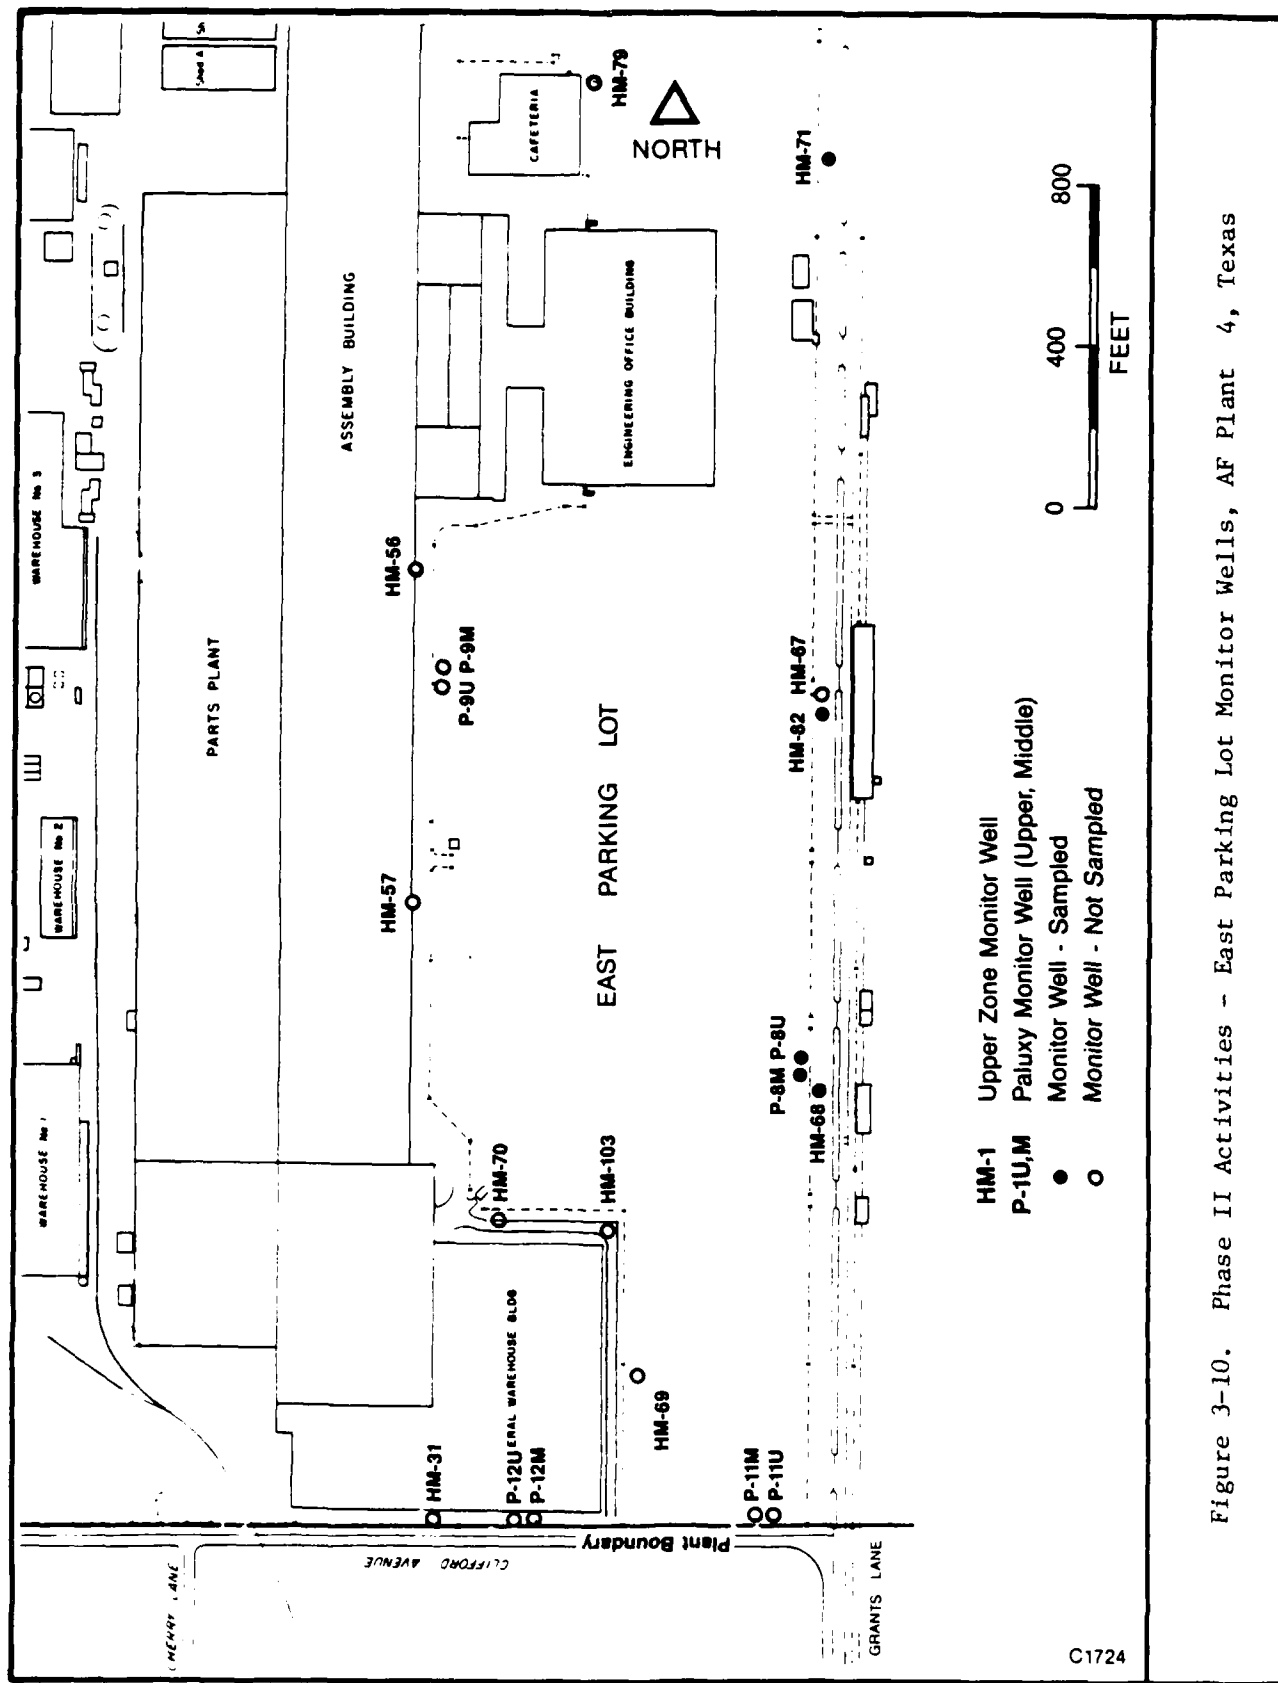 Shed A
CAFETERIA
HM-79
NORTH
HM-71
WAREHOUSE No 3
PARTS PLANT
ASSEMBLY BUILDING
ENGINEERING OFFICE BUILDING
HM-56
P-9U P-9M
WAREHOUSE No 2
HM-57
EAST PARKING LOT
HM-82
HM-67
WAREHOUSE No 1
HM-70
HM-103
P-8M P-8U
HM-68
ERAL WAREHOUSE BLDG
HM-31
P-12U
P-12M
HM-69
P-11M
P-11U
Plant Boundary
CLIFFORD AVENUE
GRANTS LANE
0 400 800
FEET
HM-1 Upper Zone Monitor Well
P-1U,M Paluxy Monitor Well (Upper, Middle)
● Monitor Well - Sampled
○ Monitor Well - Not Sampled
C1724
Figure 3-10. Phase II Activities - East Parking Lot Monitor Wells, AF Plant 4, Texas